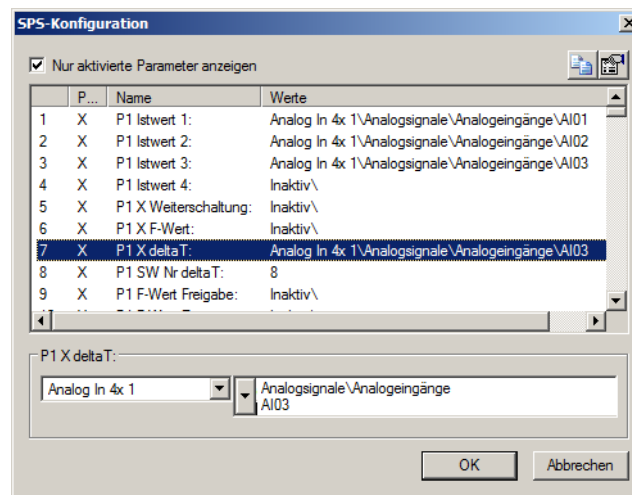 SPS-Konfiguration
Nur aktivierte Parameter anzeigen
P... Name Werte
1 X P1 Istwert 1: Analog In 4x 1\Analogsignale\Analogeingänge\AI01
2 X P1 Istwert 2: Analog In 4x 1\Analogsignale\Analogeingänge\AI02
3 X P1 Istwert 3: Analog In 4x 1\Analogsignale\Analogeingänge\AI03
4 X P1 Istwert 4: Inaktiv\
5 X P1 X Weiterschaltung: Inaktiv\
6 X P1 X F-Wert: Inaktiv\
7 X P1 X deltaT: Analog In 4x 1\Analogsignale\Analogeingänge\AI03
8 X P1 SW Nr deltaT: 8
9 X P1 F-Wert Freigabe: Inaktiv\
P1 X deltaT:
Analog In 4x 1 Analogsignale\Analogeingänge
AI03
OK Abbrechen